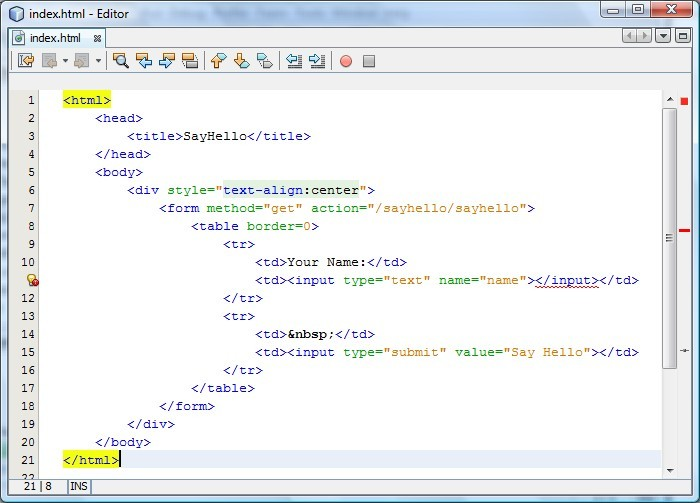 index.html - Editor
index.html
1 <html>
2 <head>
3 <title>SayHello</title>
4 </head>
5 <body>
6 <div style="text-align:center">
7 <form method="get" action="/sayhello/sayhello">
8 <table border=0>
9 <tr>
10 <td>Your Name:</td>
<td><input type="text" name="name"></input></td>
12 </tr>
13 <tr>
14 <td>&nbsp;</td>
15 <td><input type="submit" value="Say Hello"></td>
16 </tr>
17 </table>
18 </form>
19 </div>
20 </body>
21 </html>
22
21 | 8 INS